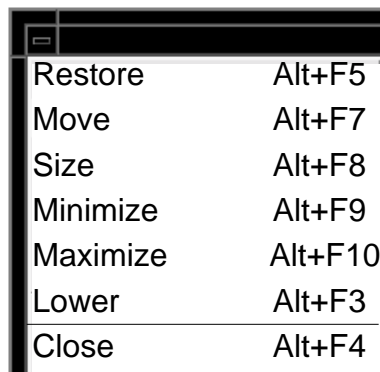 Restore Alt+F5
Move Alt+F7
Size Alt+F8
Minimize Alt+F9
Maximize Alt+F10
Lower Alt+F3
Close Alt+F4